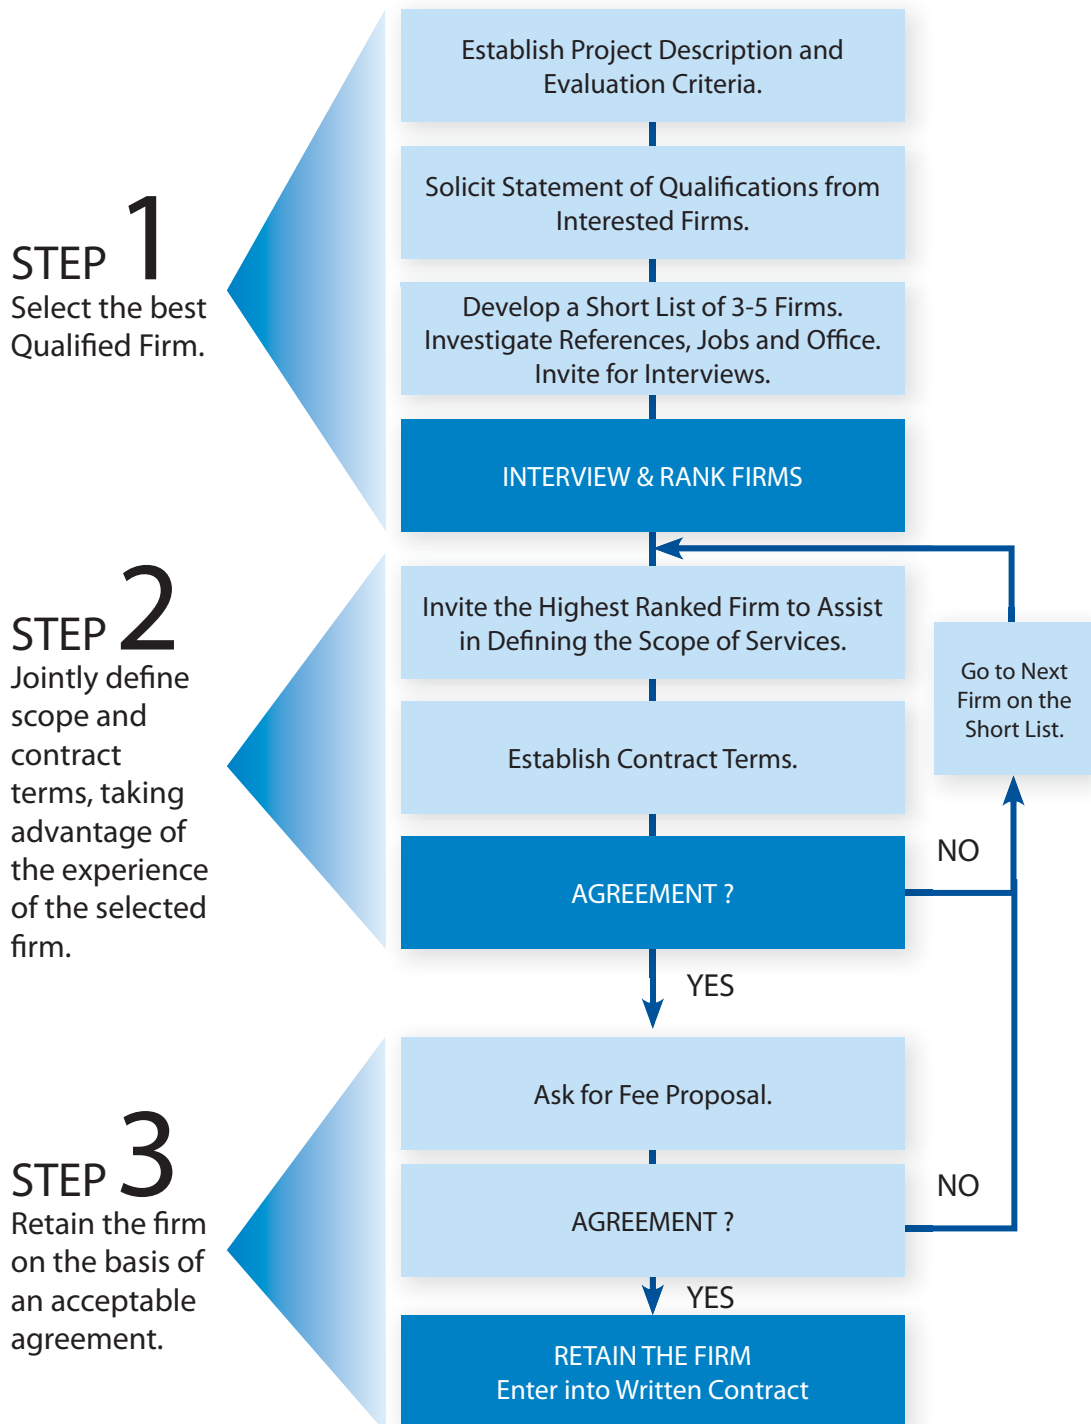 STEP 1
Select the best
Qualified Firm.
Establish Project Description and
Evaluation Criteria.
Solicit Statement of Qualifications from
Interested Firms.
Develop a Short List of 3-5 Firms.
Investigate References, Jobs and Office.
Invite for Interviews.
INTERVIEW & RANK FIRMS
STEP 2
Jointly define
scope and
contract
terms, taking
advantage of
the experience
of the selected
firm.
Invite the Highest Ranked Firm to Assist
in Defining the Scope of Services.
Establish Contract Terms.
AGREEMENT ?
NO
Go to Next
Firm on the
Short List.
YES
STEP 3
Retain the firm
on the basis of
an acceptable
agreement.
Ask for Fee Proposal.
AGREEMENT ?
NO
YES
RETAIN THE FIRM
Enter into Written Contract